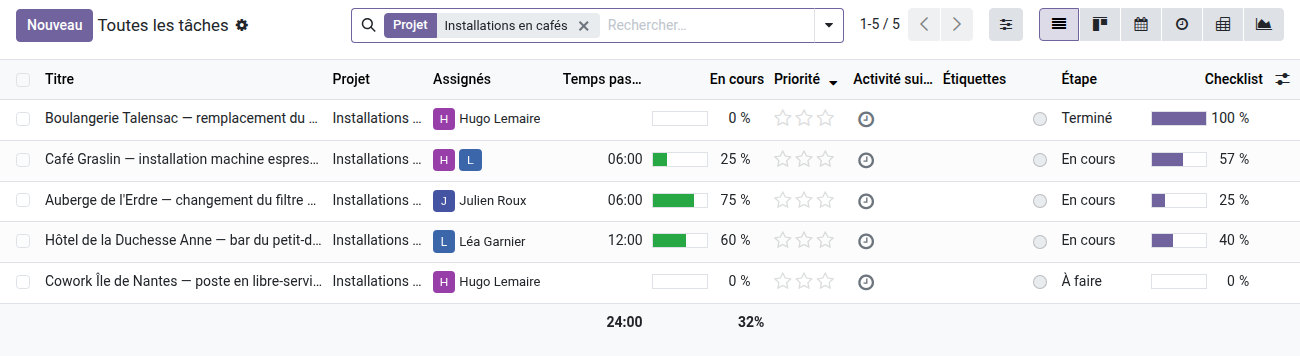 Nouveau Toutes les tâches Projet Installations en cafés Rechercher... 1-5 / 5
Titre Projet Assignés Temps pas... En cours Priorité Activité sui... Étiquettes Étape Checklist
Boulangerie Talensac — remplacement du ... Installations ... H Hugo Lemaire 0 % Terminé 100 %
Café Graslin — installation machine espres... Installations ... H L 06:00 25 % En cours 57 %
Auberge de l'Erdre — changement du filtre ... Installations ... J Julien Roux 06:00 75 % En cours 25 %
Hôtel de la Duchesse Anne — bar du petit-d... Installations ... L Léa Garnier 12:00 60 % En cours 40 %
Cowork Île de Nantes — poste en libre-servi... Installations ... H Hugo Lemaire 0 % À faire 0 %
24:00 32%